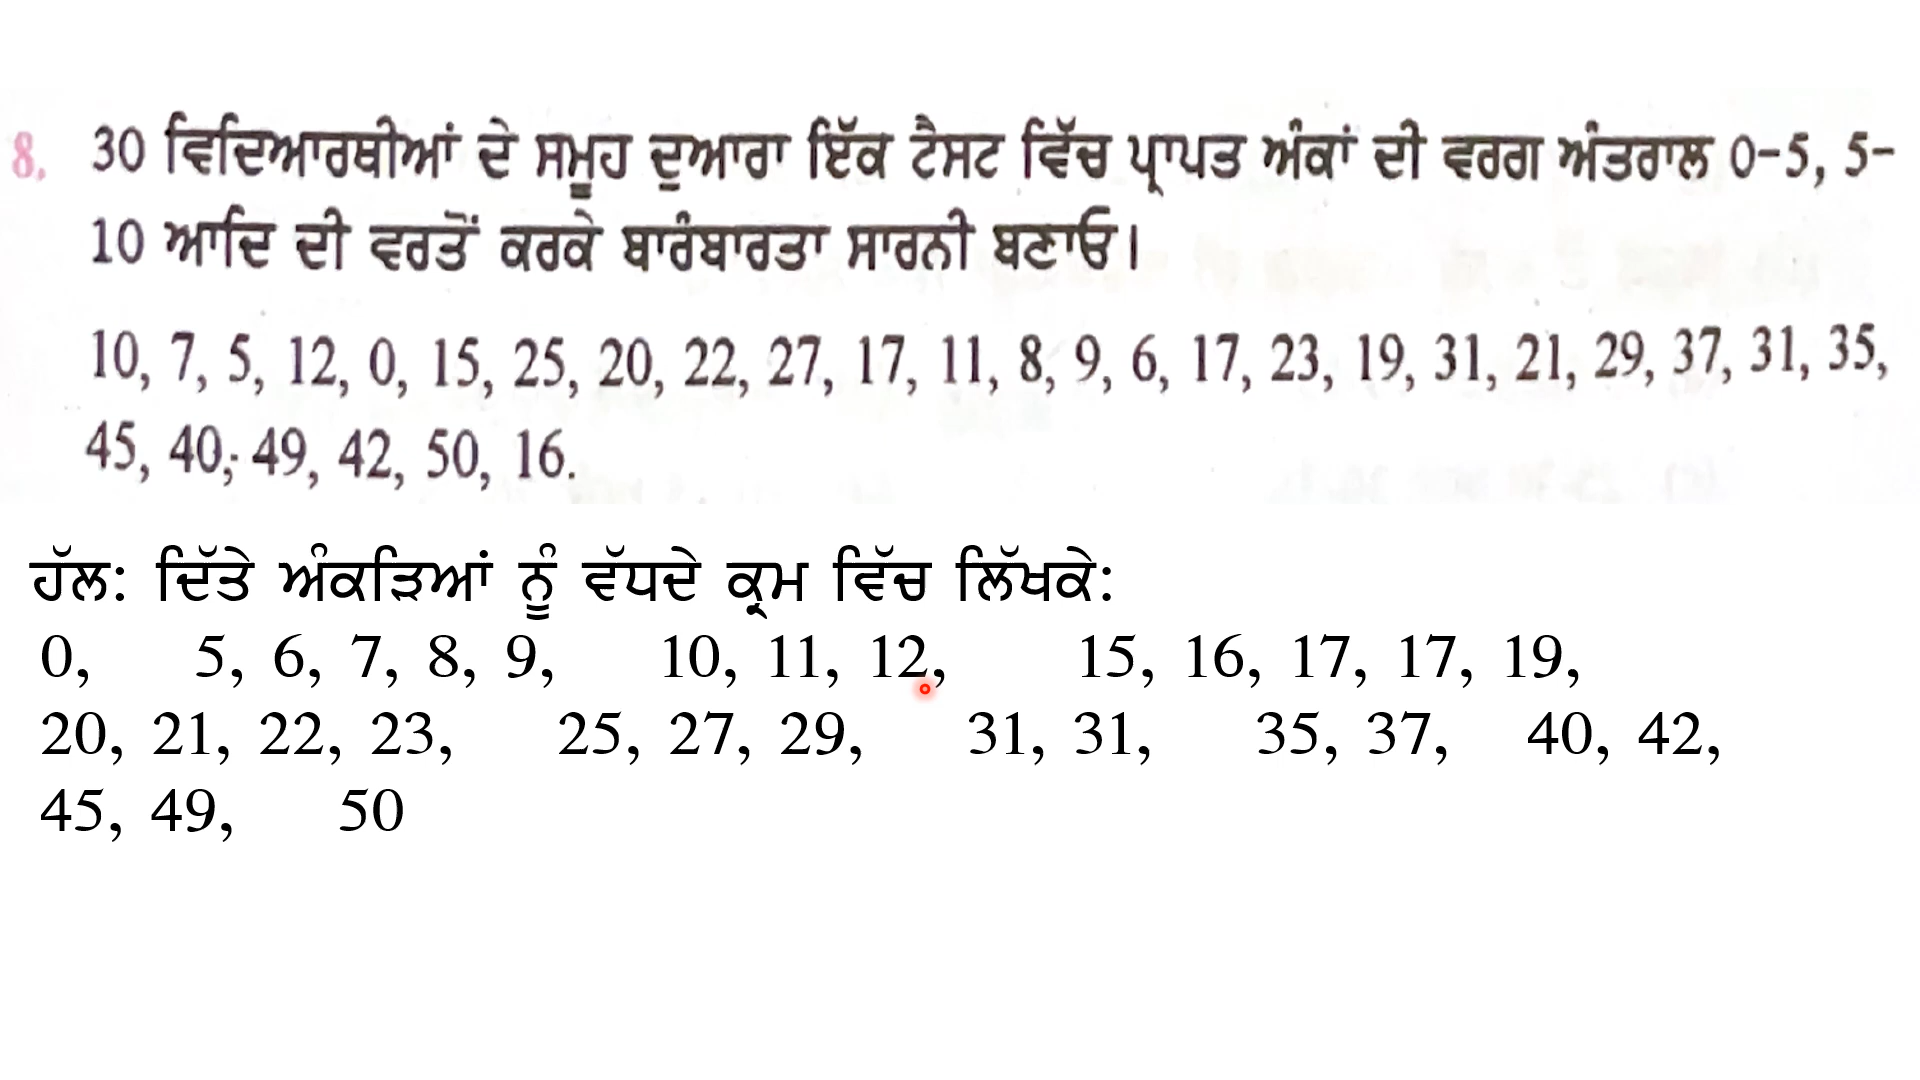 8. 30 ਵਿਦਿਆਰਥੀਆਂ ਦੇ ਸਮੂਹ ਦੁਆਰਾ ਇੱਕ ਟੈਸਟ ਵਿੱਚ ਪ੍ਰਾਪਤ ਅੰਕਾਂ ਦੀ ਵਰਗ ਅੰਤਰਾਲ 0-5, 5-
10 ਆਦਿ ਦੀ ਵਰਤੋਂ ਕਰਕੇ ਬਾਰੰਬਾਰਤਾ ਸਾਰਨੀ ਬਣਾਓ।
10, 7, 5, 12, 0, 15, 25, 20, 22, 27, 17, 11, 8, 9, 6, 17, 23, 19, 31, 21, 29, 37, 31, 35,
45, 40, 49, 42, 50, 16.
ਹੱਲ: ਦਿੱਤੇ ਅੰਕੜਿਆਂ ਨੂੰ ਵੱਧਦੇ ਕ੍ਰਮ ਵਿੱਚ ਲਿੱਖਕੇ:
0, 5, 6, 7, 8, 9, 10, 11, 12, 15, 16, 17, 17, 19,
20, 21, 22, 23, 25, 27, 29, 31, 31, 35, 37, 40, 42,
45, 49, 50